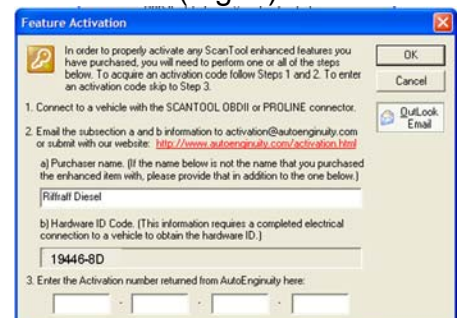 Feature Activation
In order to properly activate any ScanTool enhanced features you
have purchased, you will need to perform one or all of the steps
below. To acquire an activation code follow Steps 1 and 2. To enter
an activation code skip to Step 3.
OK
Cancel
1. Connect to a vehicle with the SCANTOOL OBDII or PROLINE connector.
OutLook
Email
2. Email the subsection a and b information to activation@autoenginuity.com
or submit with our website: http://www.autoenginuity.com/activation.html
a) Purchaser name. (If the name below is not the name that you purchased
the enhanced item with, please provide that in addition to the one below.)
Riffraff Diesel
b) Hardware ID Code. (This information requires a completed electrical
connection to a vehicle to obtain the hardware ID.)
19446-8D
3. Enter the Activation number returned from AutoEnginuity here:
- - -